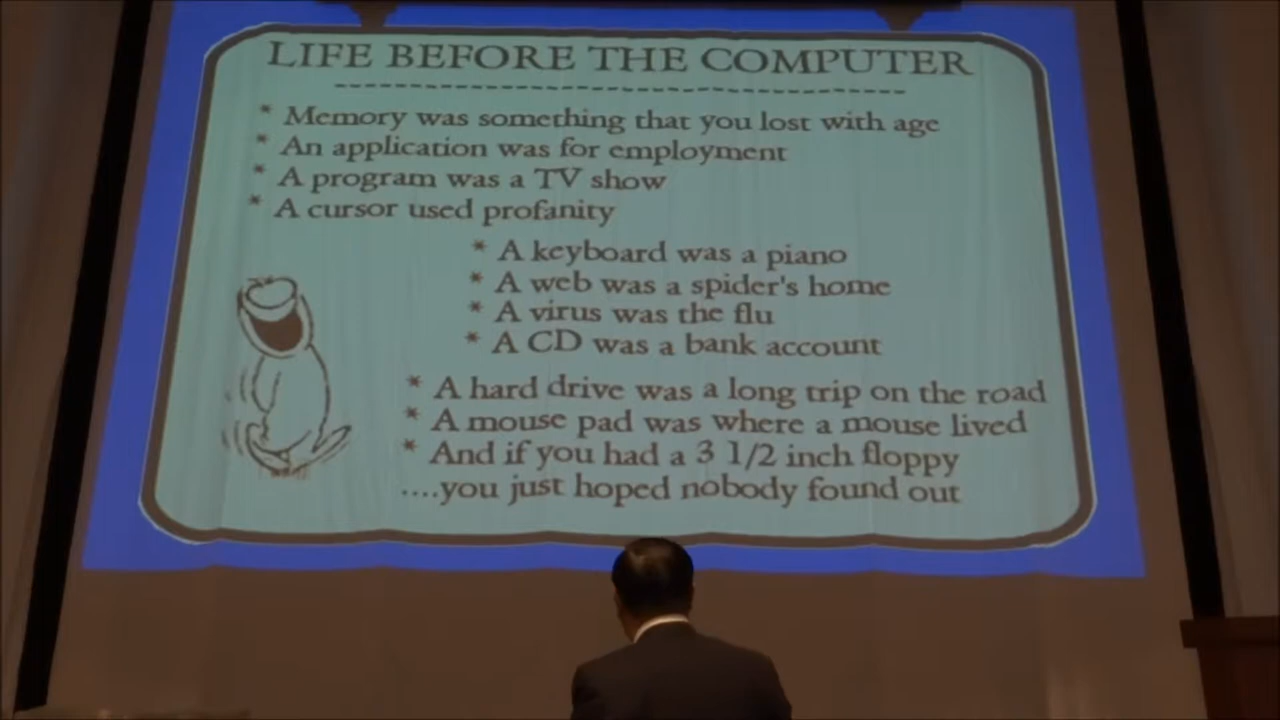 LIFE BEFORE THE COMPUTER
--------------------------------------
* Memory was something that you lost with age
* An application was for employment
* A program was a TV show
* A cursor used profanity
* A keyboard was a piano
* A web was a spider's home
* A virus was the flu
* A CD was a bank account
* A hard drive was a long trip on the road
* A mouse pad was where a mouse lived
* And if you had a 3 1/2 inch floppy
....you just hoped nobody found out